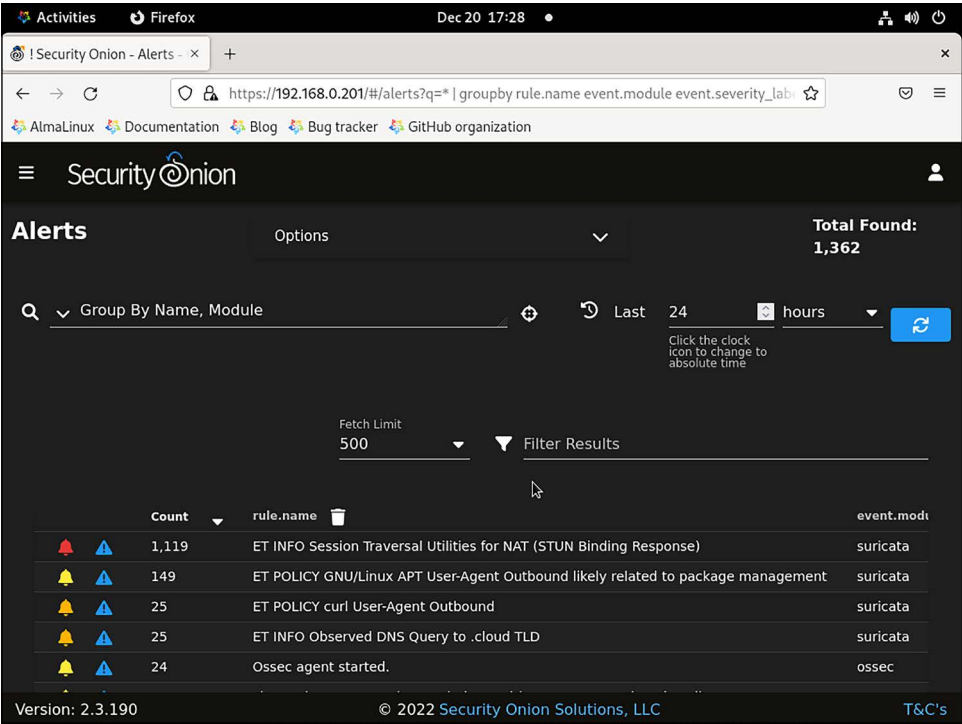 Activities Firefox Dec 20 17:28
! Security Onion - Alerts -
https://192.168.0.201/#/alerts?q=* | groupby rule.name event.module event.severity_lab
AlmaLinux Documentation Blog Bug tracker GitHub organization
Security Onion
Alerts Options Total Found:
1,362
Group By Name, Module Last 24 hours
Click the clock
icon to change to
absolute time
Fetch Limit
500 Filter Results
Count rule.name event.modu
1,119 ET INFO Session Traversal Utilities for NAT (STUN Binding Response) suricata
149 ET POLICY GNU/Linux APT User-Agent Outbound likely related to package management suricata
25 ET POLICY curl User-Agent Outbound suricata
25 ET INFO Observed DNS Query to .cloud TLD suricata
24 Ossec agent started. ossec
Version: 2.3.190 © 2022 Security Onion Solutions, LLC T&C's